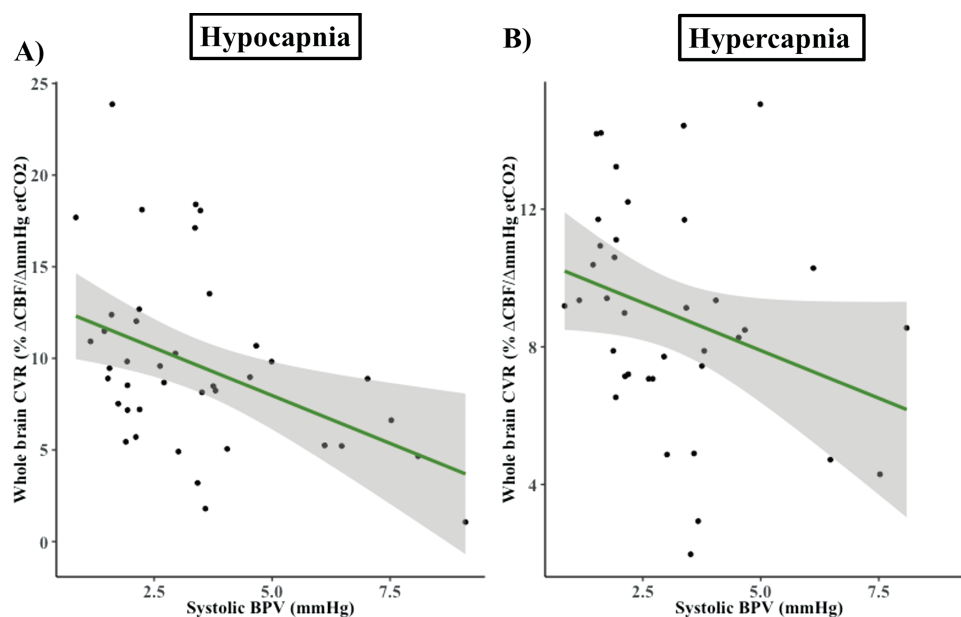 Hypocapnia
A)
25
20
15
10
5
0
Whole brain CVR (% ΔCBF/ΔmmHg etCO2)
2.5
5.0
7.5
Systolic BPV (mmHg)
Hypercapnia
B)
12
8
4
Whole brain CVR (% ΔCBF/ΔmmHg etCO2)
2.5
5.0
7.5
Systolic BPV (mmHg)